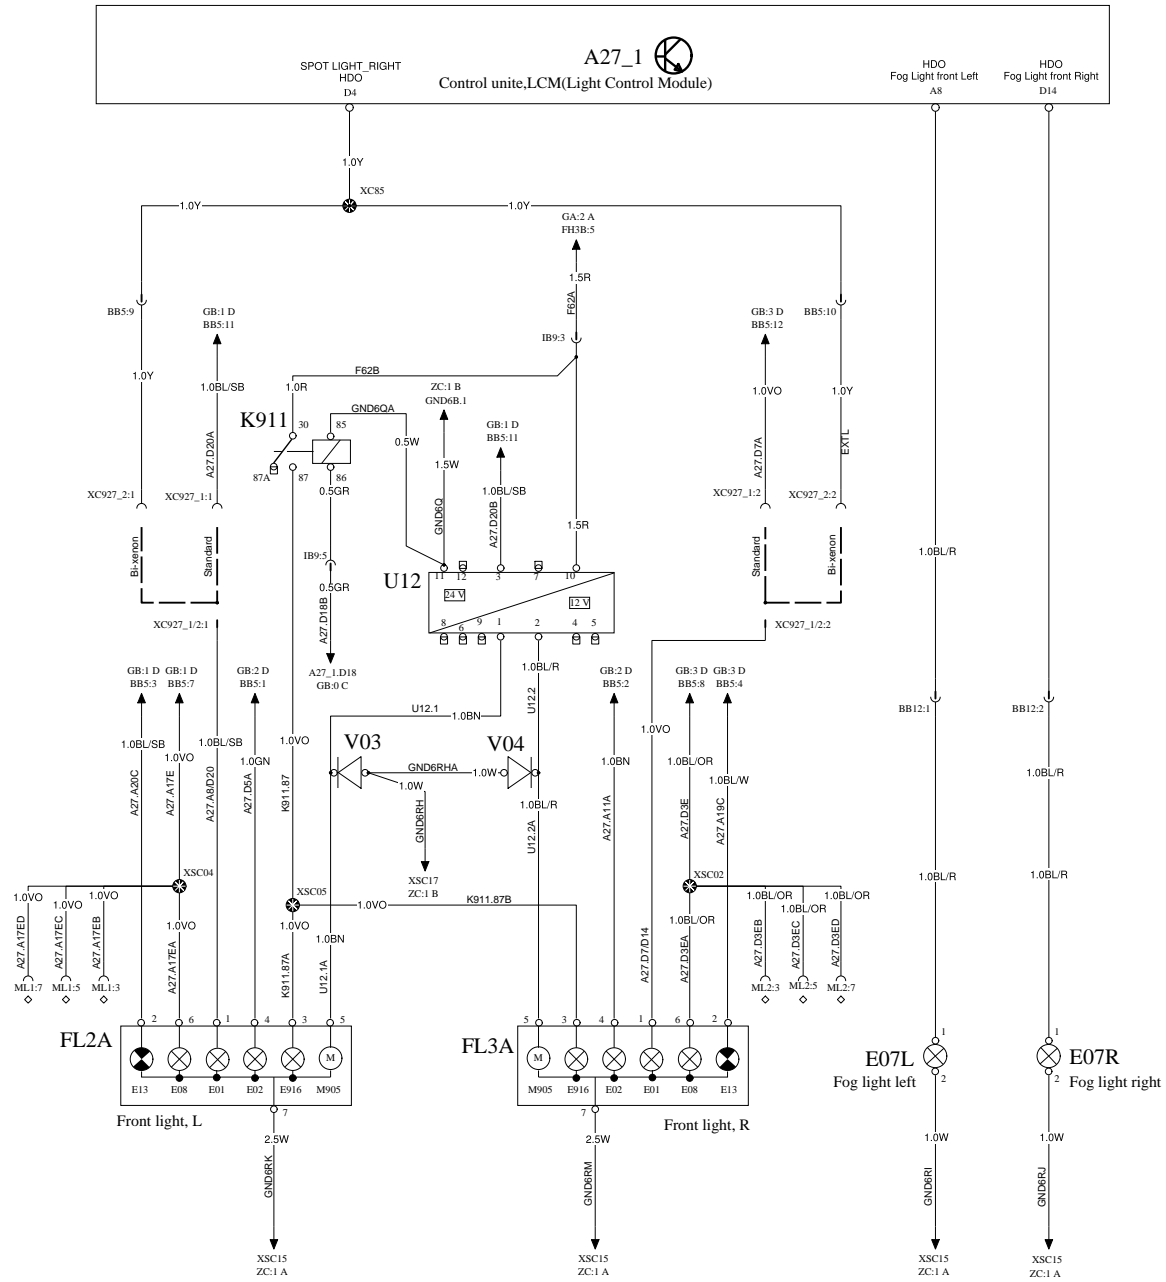 A27_1
Control unite,LCM(Light Control Module)
SPOT LIGHT_RIGHT
HDO
D4
HDO
Fog Light front Left
A8
HDO
Fog Light front Right
D14
1.0Y
XC85
1.0Y
1.0Y
GA:2 A
FH3B:5
1.5R
F62A
IB9:3
BB5:9
GB:1 D
BB5:11
GB:3 D
BB5:12
BB5:10
1.0Y
1.0BL/SB
A27.D20A
F62B
1.0R
K911
30
85
87A
87
86
GND6QA
0.5W
ZC:1 B
GND6B.1
1.5W
GND6Q
GB:1 D
BB5:11
1.0BL/SB
A27.D20B
1.5R
1.0VO
A27.D7A
1.0Y
EXTL
XC927_2:1
XC927_1:1
XC927_1:2
XC927_2:2
0.5GR
IB9:5
0.5GR
A27.D18B
A27_1.D18
GB:0 C
Bi-xenon
Standard
Standard
Bi-xenon
XC927_1/2:1
XC927_1/2:2
U12
11
12
3
7
10
24 V
12 V
8
6
9
1
2
4
5
1.0BL/R
1.0BL/R
U12.2
GB:1 D
BB5:3
GB:1 D
BB5:7
GB:2 D
BB5:1
GB:2 D
BB5:2
GB:3 D
BB5:8
GB:3 D
BB5:4
BB12:1
BB12:2
U12.1
1.0BN
1.0BL/SB
A27.A20C
1.0VO
A27.A17E
1.0BL/SB
A27.A8/D20
1.0GN
A27.D5A
1.0VO
K911.87
V03
V04
GND6RHA
1.0W
1.0W
GND6RH
XSC17
ZC:1 B
1.0BL/R
U12.2A
1.0BN
A27.A11A
1.0VO
A27.D7/D14
1.0BL/OR
A27.D3E
1.0BL/W
A27.A19C
1.0BL/R
1.0BL/R
XSC04
XSC05
XSC02
1.0VO
K911.87B
1.0VO
1.0VO
1.0VO
1.0VO
1.0VO
1.0BN
A27.A17ED
A27.A17EC
A27.A17EB
A27.A17EA
K911.87A
U12.1A
ML1:7
ML1:5
ML1:3
1.0BL/OR
1.0BL/OR
1.0BL/OR
1.0BL/OR
A27.D3EA
A27.D3EB
A27.D3EC
A27.D3ED
ML2:3
ML2:5
ML2:7
1.0BL/R
1.0BL/R
FL2A
2
6
1
4
3
5
M
E13
E08
E01
E02
E916
M905
7
Front light, L
FL3A
5
3
4
1
6
2
M
M905
E916
E02
E01
E08
E13
7
Front light, R
E07L
Fog light left
1
2
E07R
Fog light right
1
2
2.5W
GND6RK
XSC15
ZC:1 A
2.5W
GND6RM
XSC15
ZC:1 A
1.0W
GND6RI
XSC15
ZC:1 A
1.0W
GND6RJ
XSC15
ZC:1 A